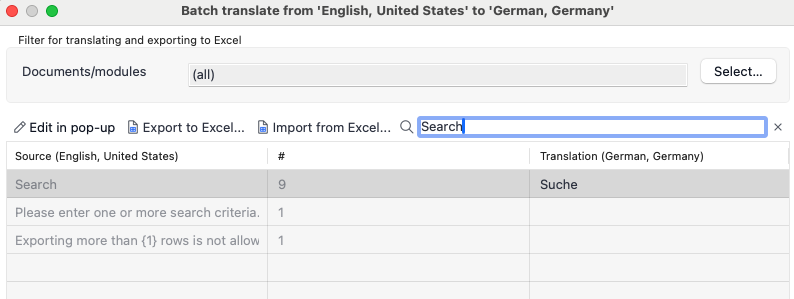 Batch translate from 'English, United States' to 'German, Germany'
Filter for translating and exporting to Excel
Documents/modules (all) Select...
Edit in pop-up Export to Excel... Import from Excel... Search
Source (English, United States) # Translation (German, Germany)
Search 9 Suche
Please enter one or more search criteria. 1
Exporting more than {1} rows is not allow 1